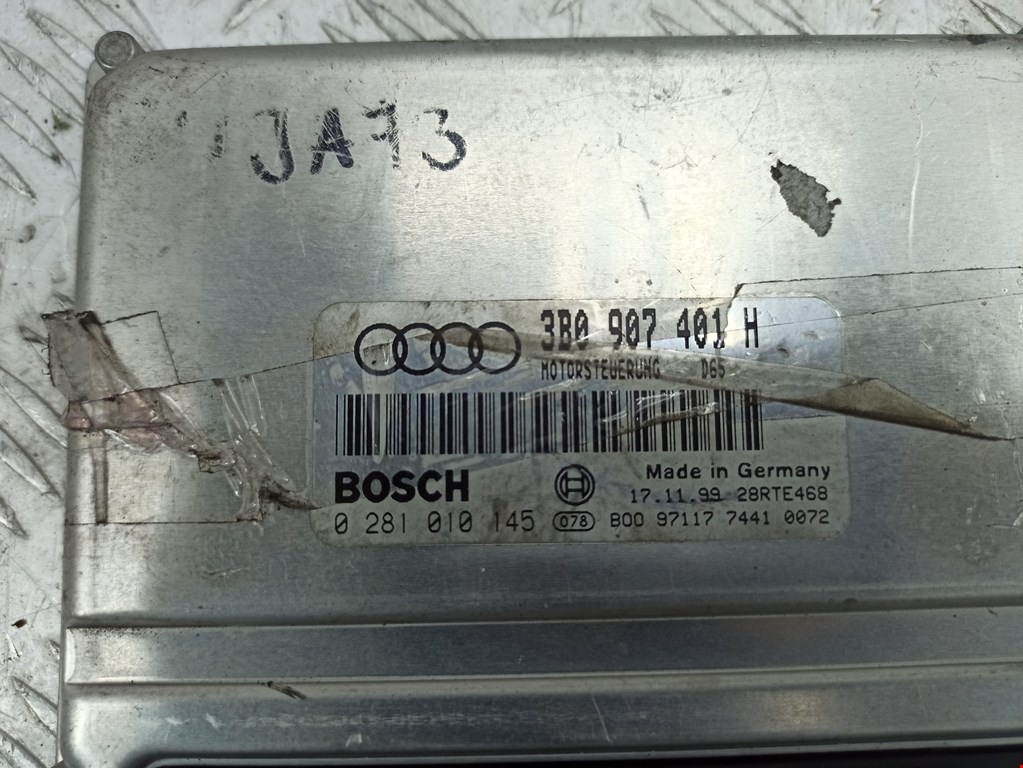 JA73
3B0 907 401 H
MOTORSTEUERUNG D65
BOSCH
Made in Germany
17.11.99 28RTE468
0 281 010 145 078 B00 97117 7441 0072